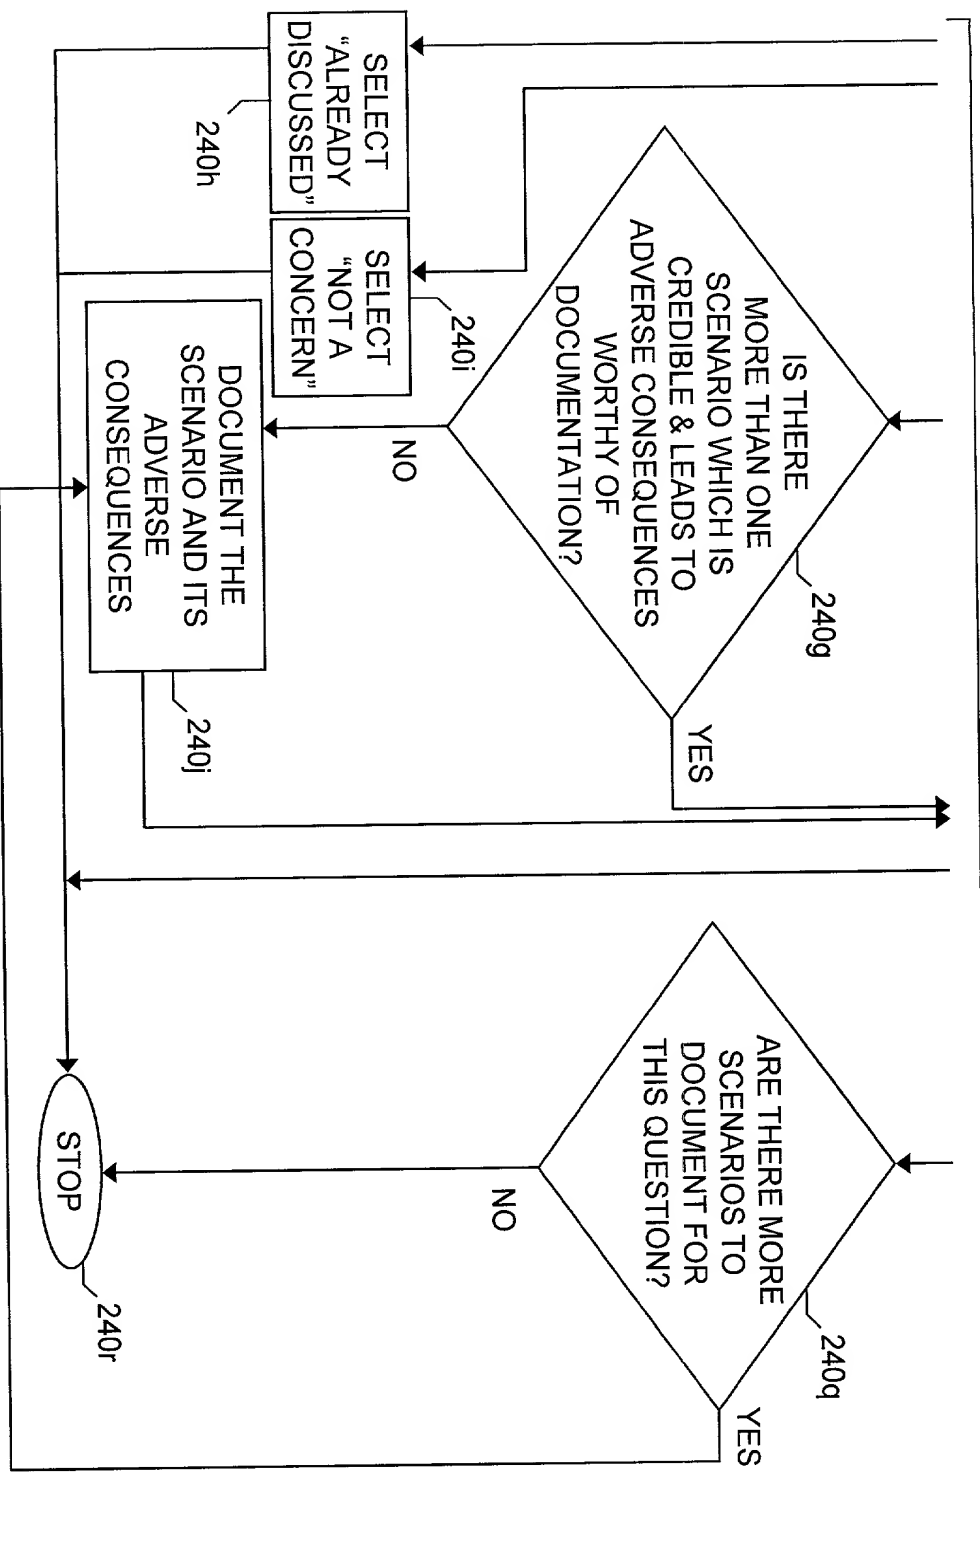 SELECT
“ALREADY
DISCUSSED”
240h
SELECT
“NOT A
CONCERN”
240i
IS THERE
MORE THAN ONE
SCENARIO WHICH IS
CREDIBLE & LEADS TO
ADVERSE CONSEQUENCES
WORTHY OF
DOCUMENTATION?
240g
NO
YES
DOCUMENT THE
SCENARIO AND ITS
ADVERSE
CONSEQUENCES
240j
ARE THERE MORE
SCENARIOS TO
DOCUMENT FOR
THIS QUESTION?
240q
NO
YES
STOP
240r